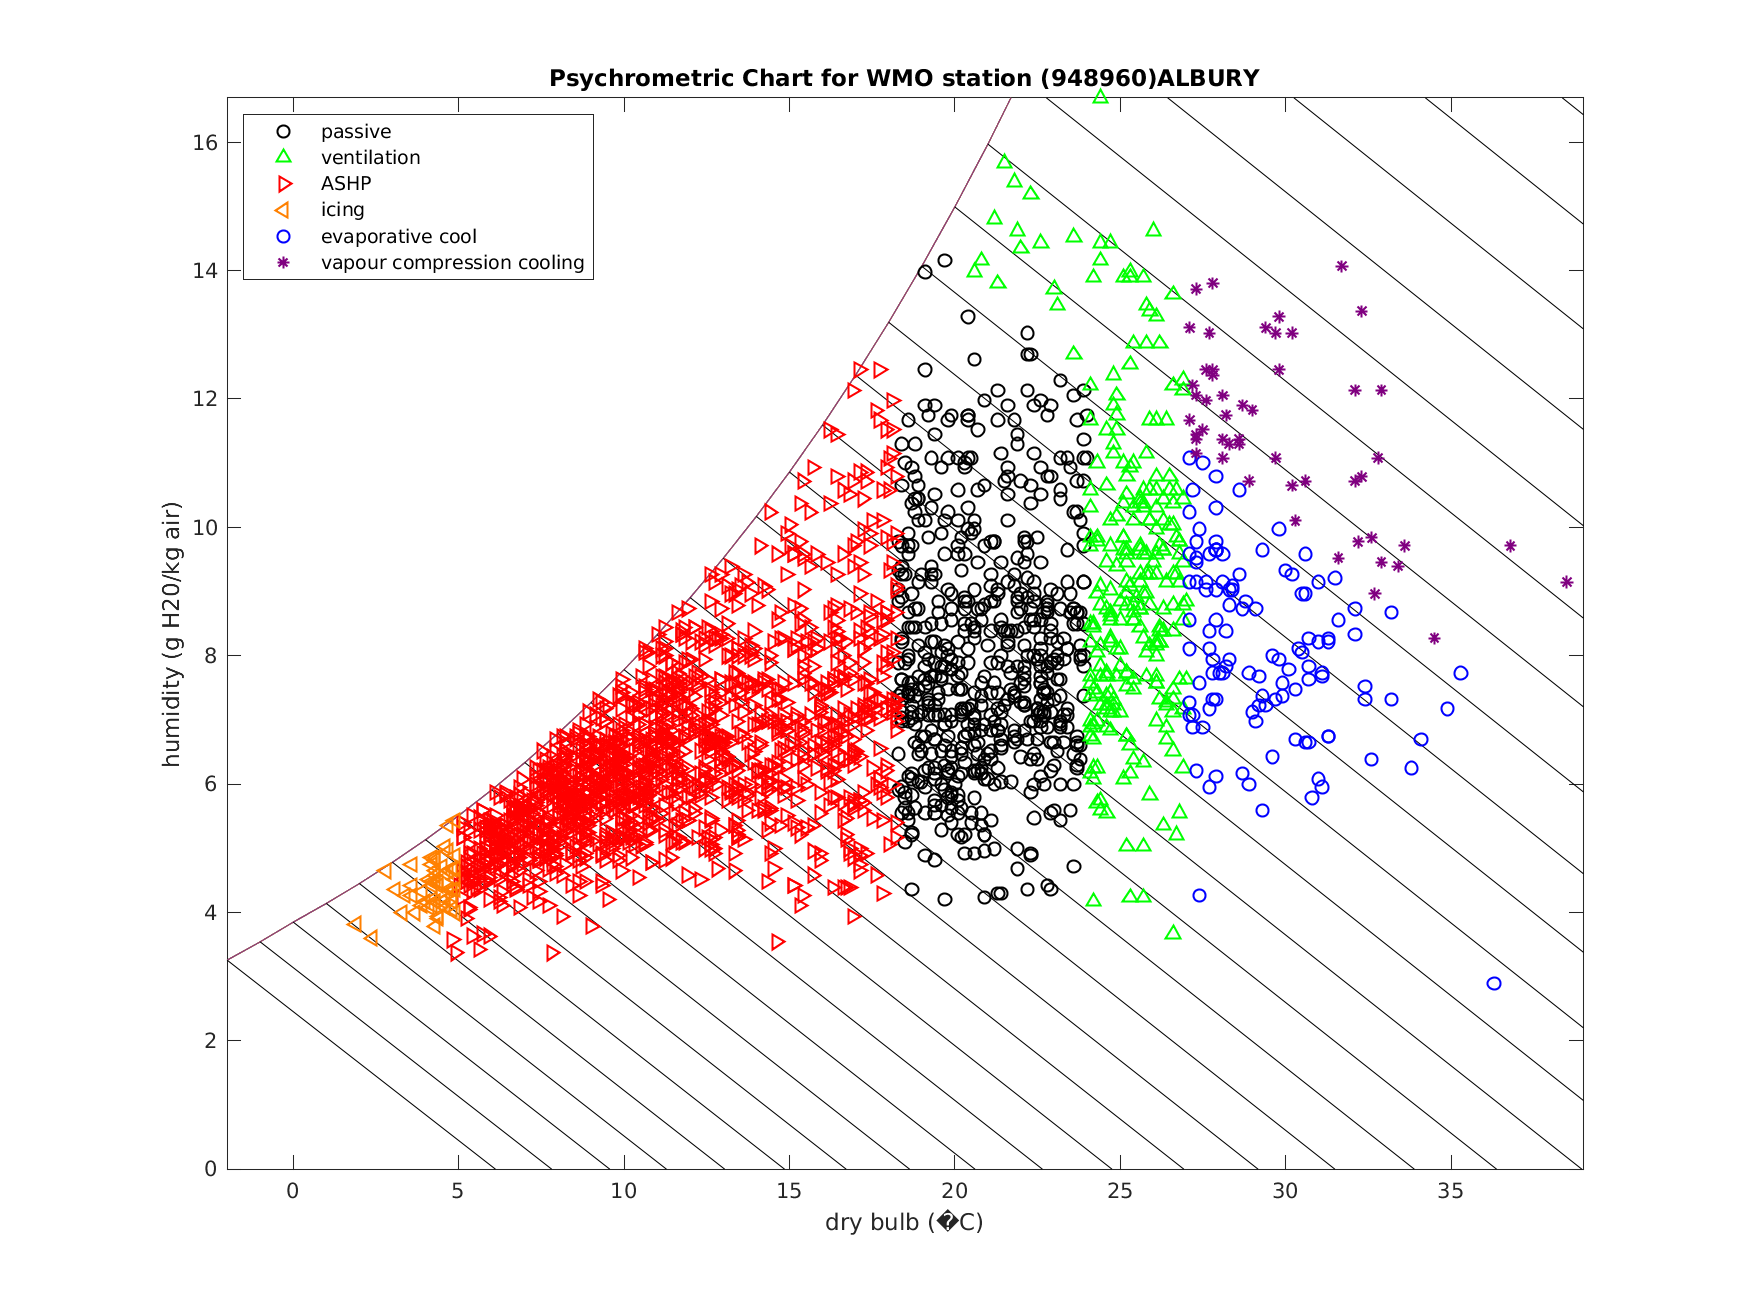 Psychrometric Chart for WMO station (948960)ALBURY
passive
ventilation
ASHP
icing
evaporative cool
vapour compression cooling
16
14
12
10
8
6
4
2
0
humidity (g H20/kg air)
0 5 10 15 20 25 30 35
dry bulb (�C)